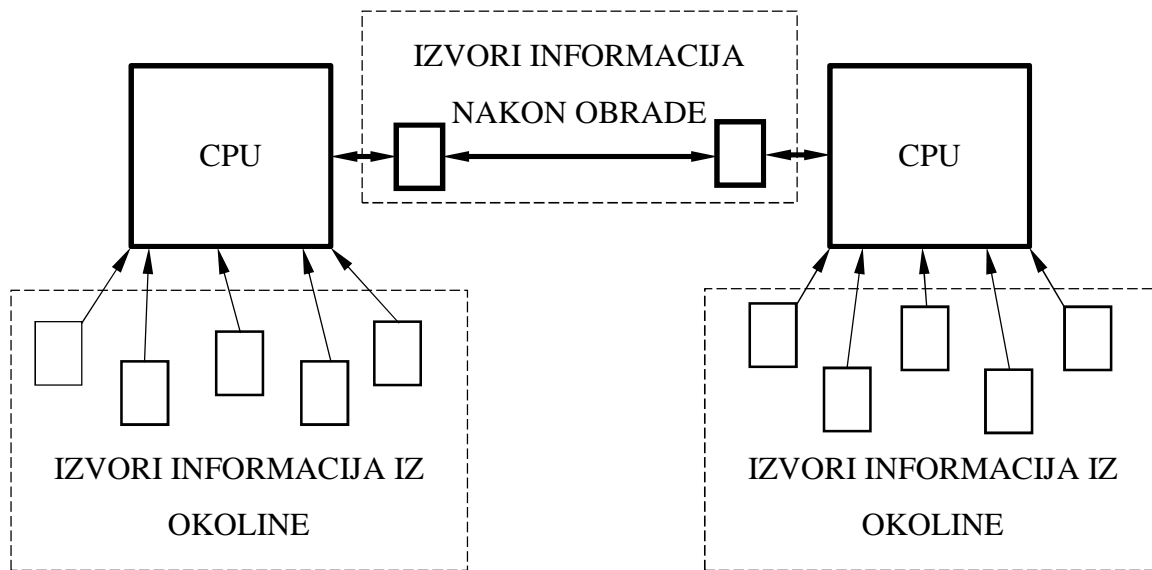 IZVORI INFORMACIJA
NAKON OBRADE
CPU
CPU
IZVORI INFORMACIJA IZ
OKOLINE
IZVORI INFORMACIJA IZ
OKOLINE